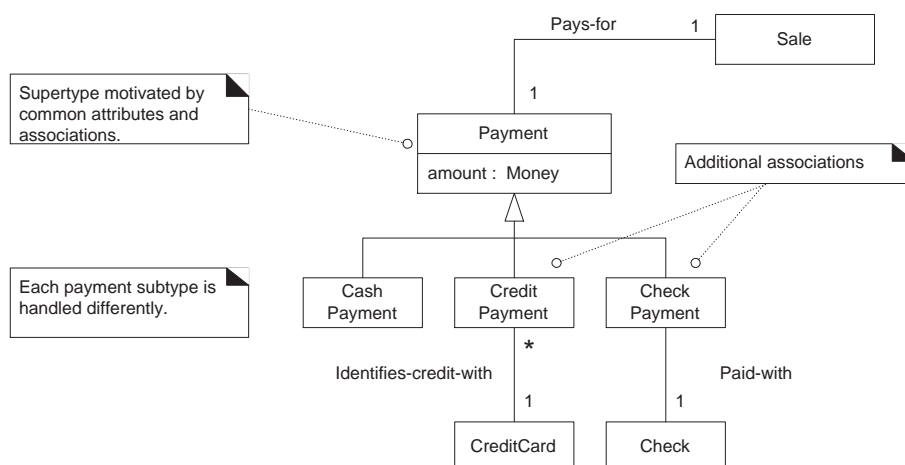 Pays-for
1
Sale
Supertype motivated by
common attributes and
associations.
1
Payment
amount :  Money
Additional associations
Each payment subtype is
handled differently.
Cash
Payment
Credit
Payment
Check
Payment
*
Identifies-credit-with
Paid-with
1
1
CreditCard
Check